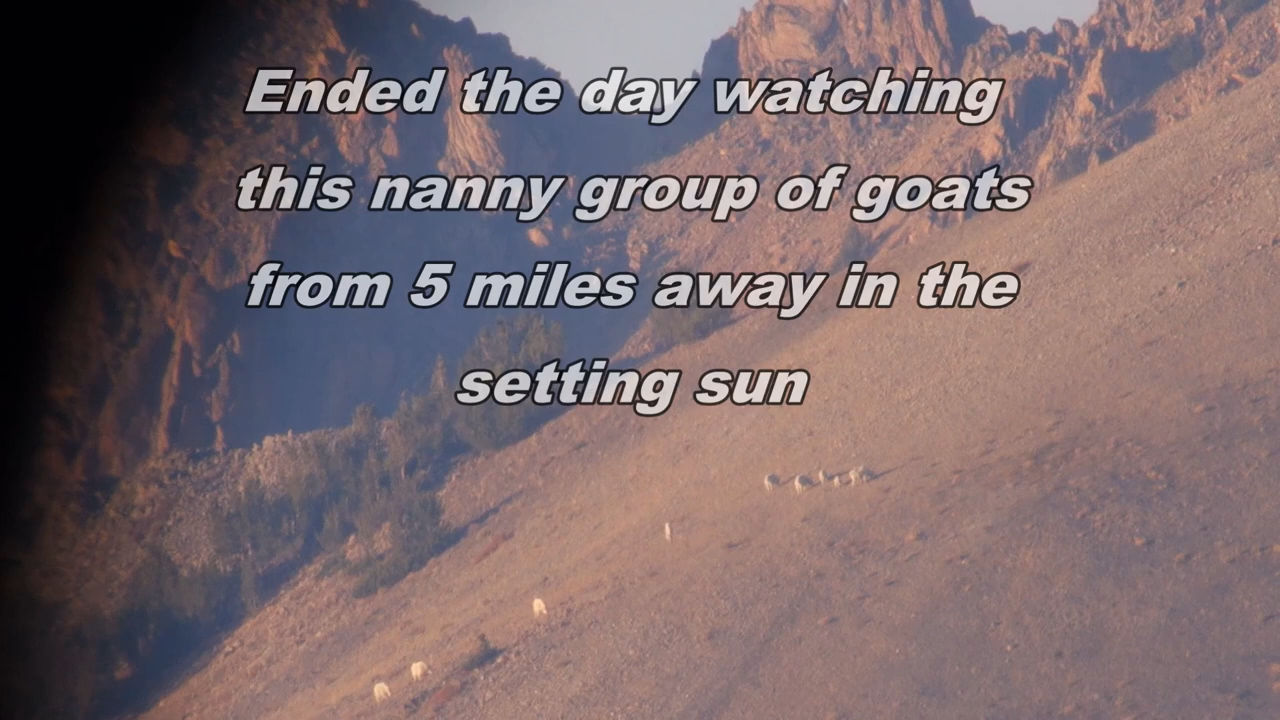 Ended the day watching
this nanny group of goats
from 5 miles away in the
setting sun